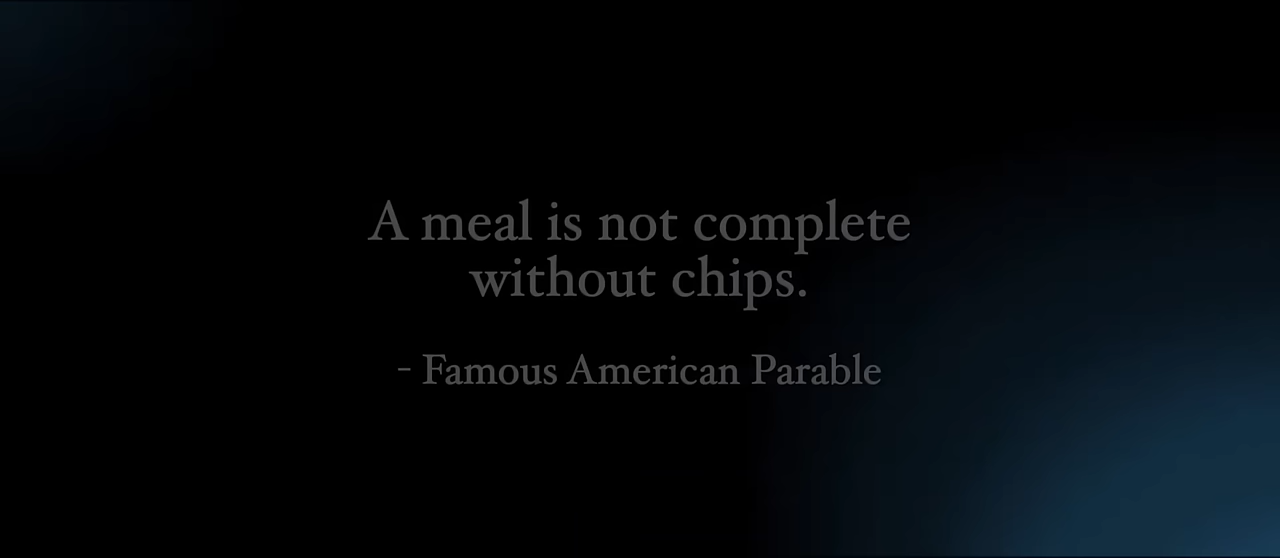 A meal is not complete
without chips.
- Famous American Parable